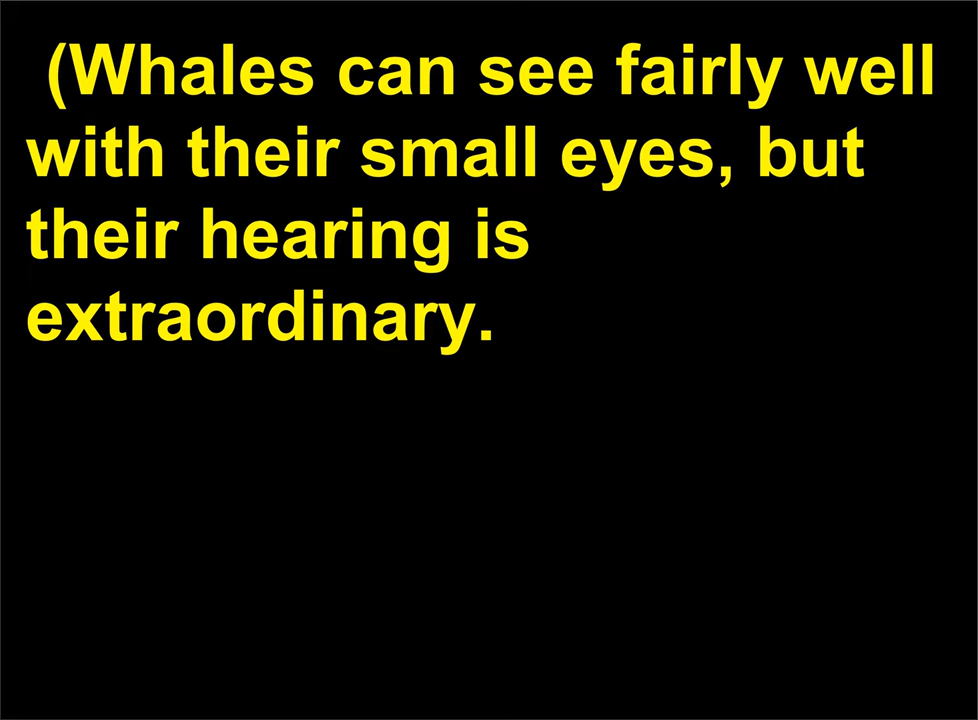 (Whales can see fairly well
with their small eyes, but
their hearing is
extraordinary.